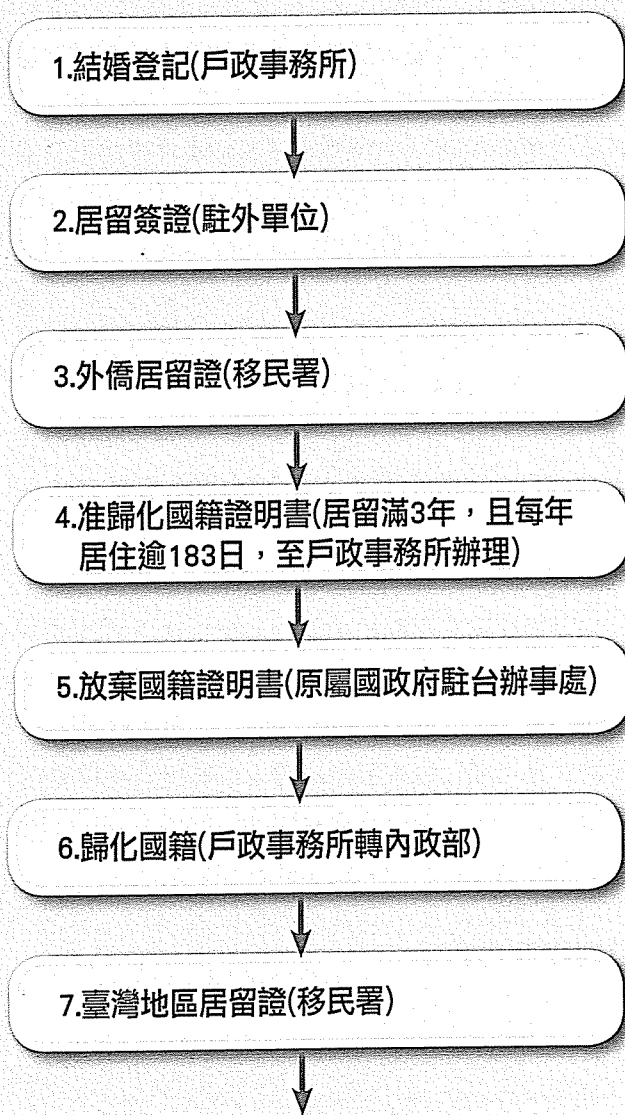 1.結婚登記(戶政事務所)
2.居留簽證(駐外單位)
3.外僑居留證(移民署)
4.准歸化國籍證明書(居留滿3年，且每年
居住逾183日，至戶政事務所辦理)
5.放棄國籍證明書(原屬國政府駐台辦事處)
6.歸化國籍(戶政事務所轉內政部)
7.臺灣地區居留證(移民署)